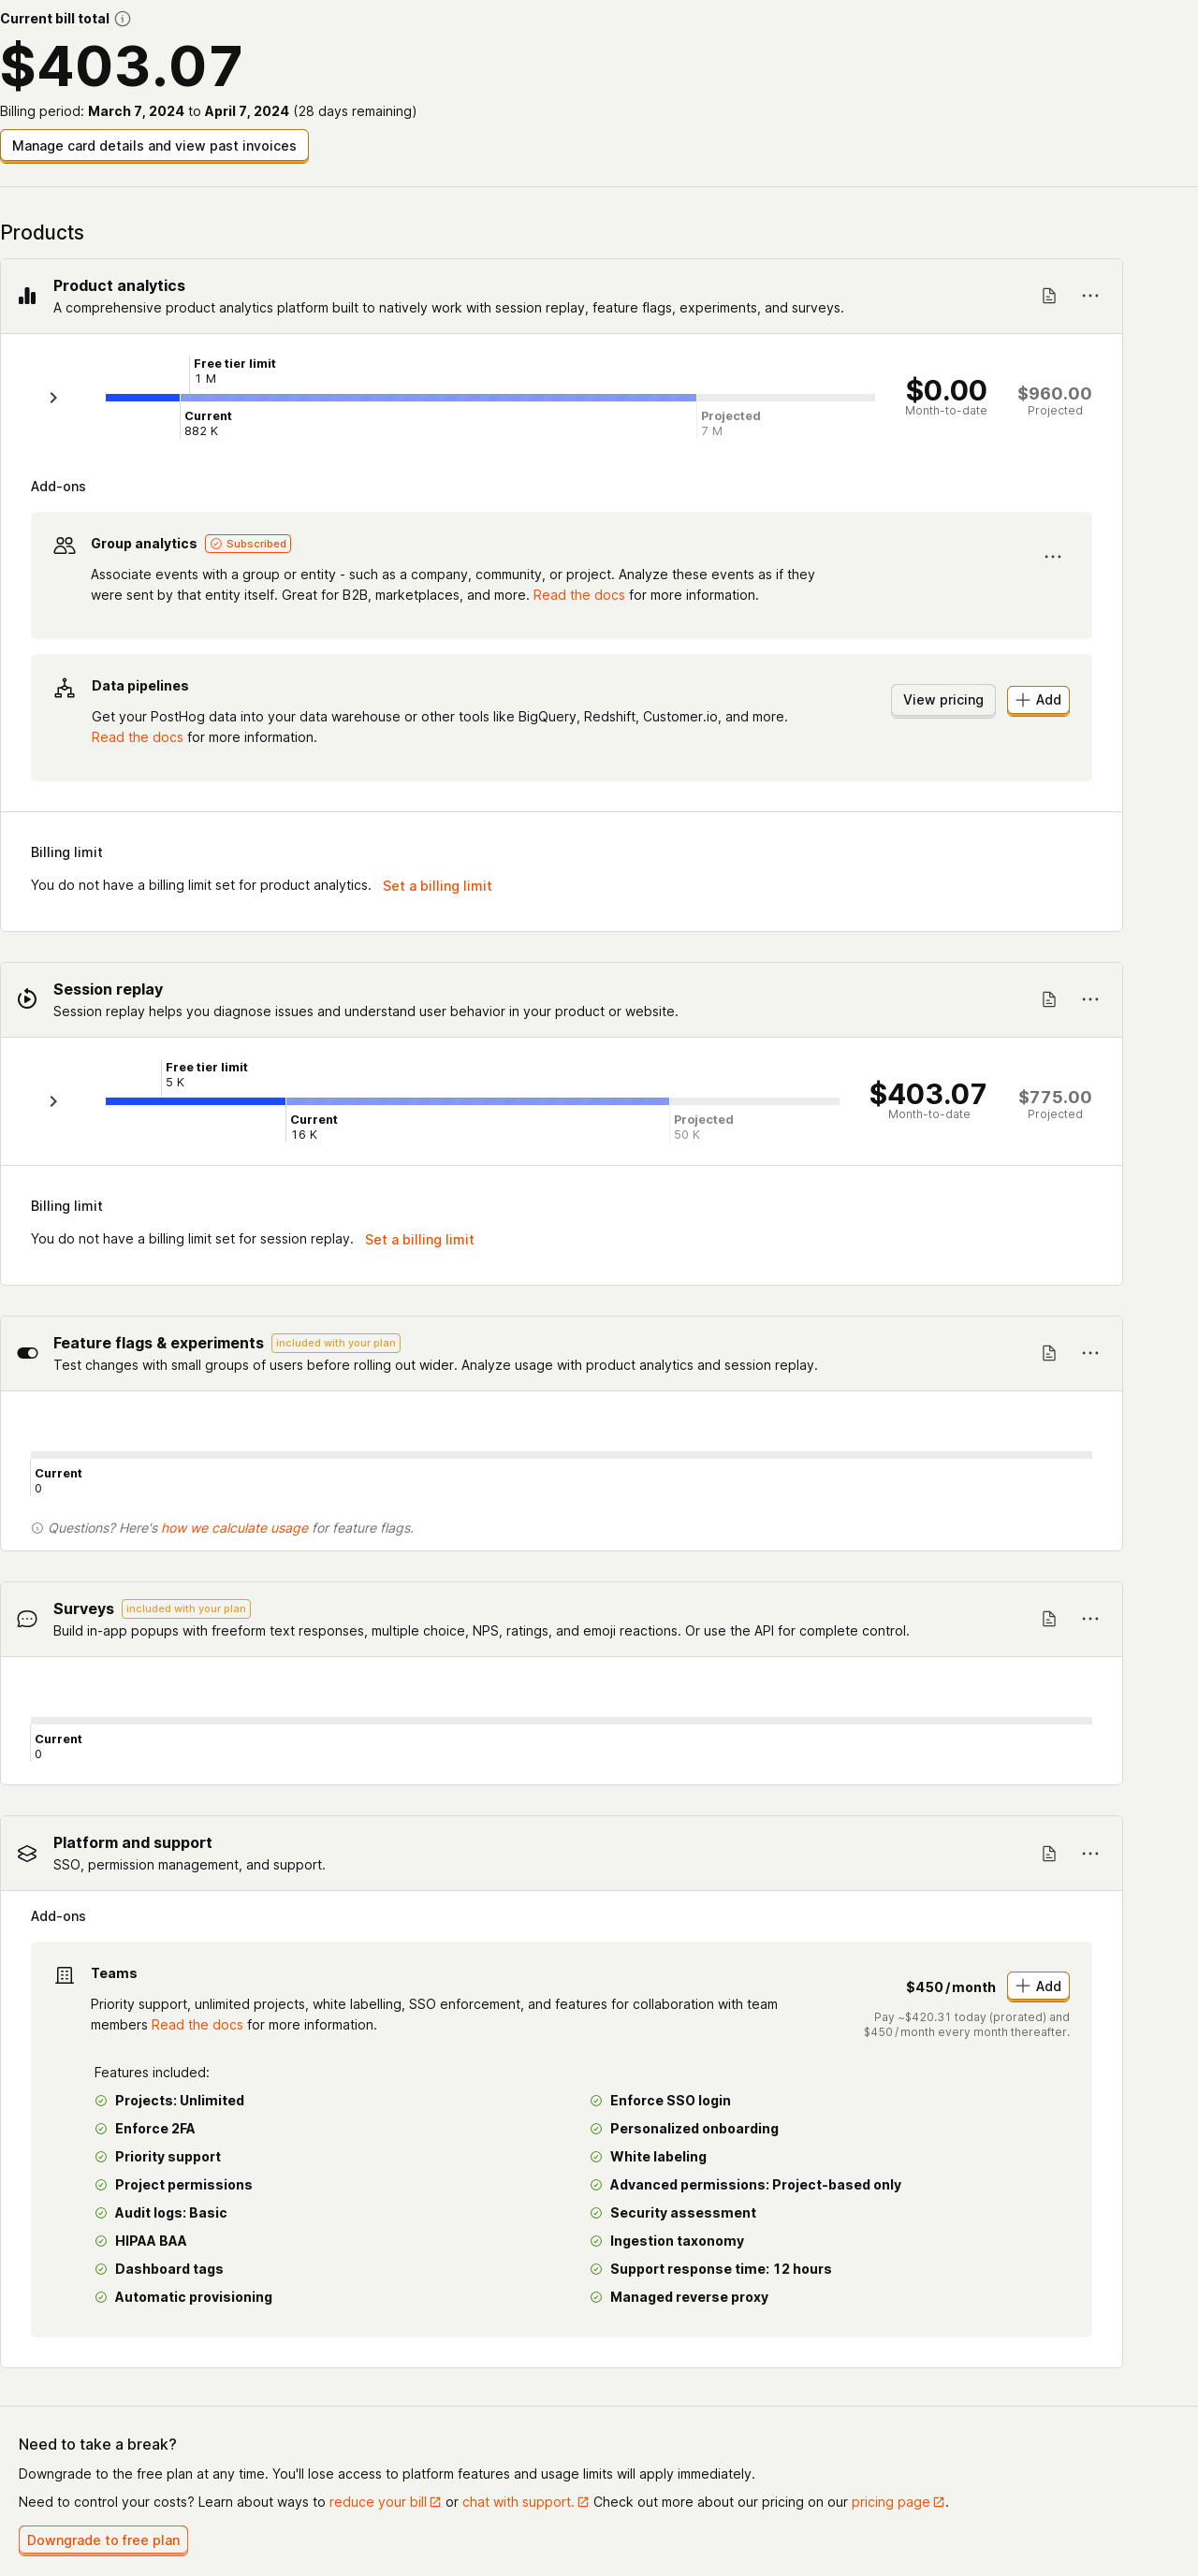 Current bill total
$403.07
Billing period: March 7, 2024 to April 7, 2024 (28 days remaining)
Manage card details and view past invoices
Products
Product analytics
A comprehensive product analytics platform built to natively work with session replay, feature flags, experiments, and surveys.
Free tier limit
1 M
Current
882 K
Projected
7 M
$0.00
Month-to-date
$960.00
Projected
Add-ons
Group analytics Subscribed
Associate events with a group or entity - such as a company, community, or project. Analyze these events as if they
were sent by that entity itself. Great for B2B, marketplaces, and more. Read the docs for more information.
Data pipelines
Get your PostHog data into your data warehouse or other tools like BigQuery, Redshift, Customer.io, and more.
Read the docs for more information.
View pricing
Add
Billing limit
You do not have a billing limit set for product analytics. Set a billing limit
Session replay
Session replay helps you diagnose issues and understand user behavior in your product or website.
Free tier limit
5 K
Current
16 K
Projected
50 K
$403.07
Month-to-date
$775.00
Projected
Billing limit
You do not have a billing limit set for session replay. Set a billing limit
Feature flags & experiments included with your plan
Test changes with small groups of users before rolling out wider. Analyze usage with product analytics and session replay.
Current
0
Questions? Here's how we calculate usage for feature flags.
Surveys included with your plan
Build in-app popups with freeform text responses, multiple choice, NPS, ratings, and emoji reactions. Or use the API for complete control.
Current
0
Platform and support
SSO, permission management, and support.
Add-ons
Teams
Priority support, unlimited projects, white labelling, SSO enforcement, and features for collaboration with team
members Read the docs for more information.
$450/month
Add
Pay ~$420.31 today (prorated) and
$450/month every month thereafter.
Features included:
Projects: Unlimited
Enforce SSO login
Enforce 2FA
Personalized onboarding
Priority support
White labeling
Project permissions
Advanced permissions: Project-based only
Audit logs: Basic
Security assessment
HIPAA BAA
Ingestion taxonomy
Dashboard tags
Support response time: 12 hours
Automatic provisioning
Managed reverse proxy
Need to take a break?
Downgrade to the free plan at any time. You'll lose access to platform features and usage limits will apply immediately.
Need to control your costs? Learn about ways to reduce your bill or chat with support. Check out more about our pricing on our pricing page.
Downgrade to free plan